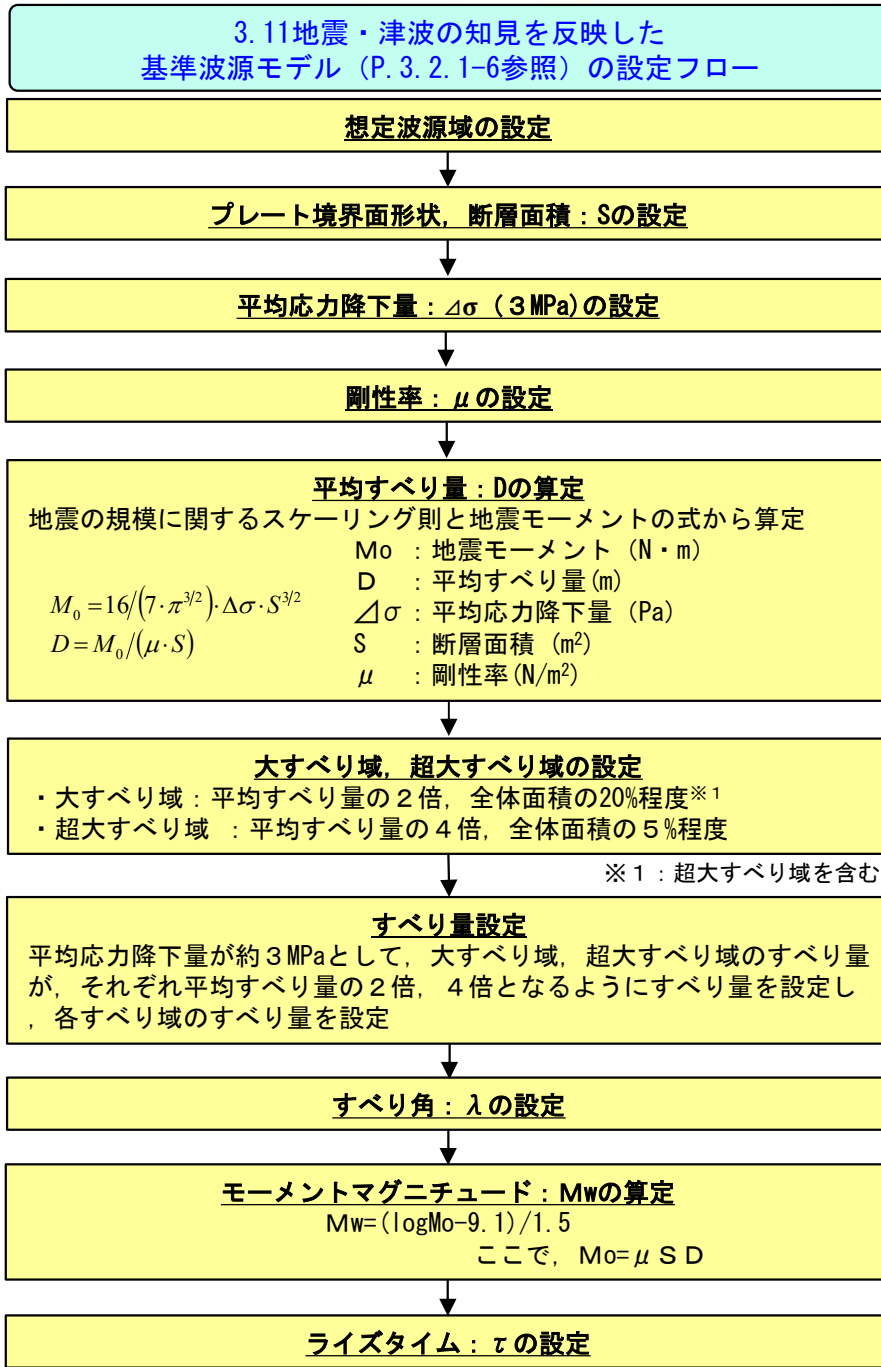 3.11地震・津波の知見を反映した
基準波源モデル（P.3.2.1-6参照）の設定フロー
想定波源域の設定
プレート境界面形状，断層面積：Sの設定
平均応力降下量：⊿σ（３MPa)の設定
剛性率：μの設定
平均すべり量：Dの算定
地震の規模に関するスケーリング則と地震モーメントの式から算定
Ｍo ：地震モーメント（N・m）
Ｄ ：平均すべり量(m)
M₀ =16/(7・π^{3/2})・Δσ・S^{3/2}
⊿σ：平均応力降下量（Pa）
D=M₀/(μ・S)
S ：断層面積（m²）
μ ：剛性率(N/m²)
大すべり域，超大すべり域の設定
・大すべり域：平均すべり量の２倍，全体面積の20%程度※１
・超大すべり域 ：平均すべり量の４倍，全体面積の５%程度
※１：超大すべり域を含む
すべり量設定
平均応力降下量が約３MPaとして，大すべり域，超大すべり域のすべり量
が，それぞれ平均すべり量の２倍，４倍となるようにすべり量を設定し
，各すべり域のすべり量を設定
すべり角：λの設定
モーメントマグニチュード：Mwの算定
Ｍw=(logMo-9.1)/1.5
ここで，Ｍo=μＳＤ
ライズタイム：τの設定